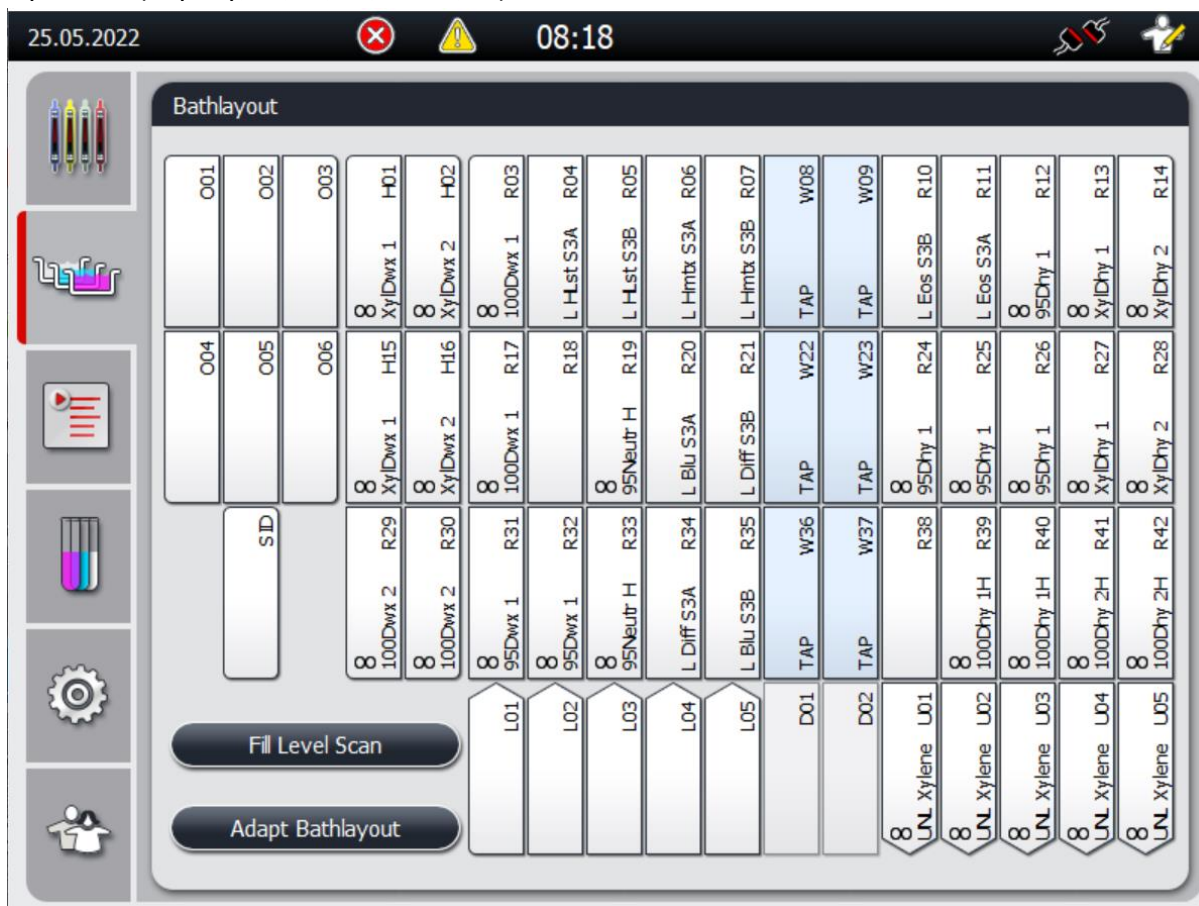 25.05.2022 08:18
Bathlayout
O01
O02
O03
XylDwx 1 H01
XylDwx 2 H02
100Dwx 1 R03
L HLst S3A R04
L HLst S3B R05
L Hmtx S3A R06
L Hmtx S3B R07
TAP W08
TAP W09
L Eos S3B R10
L Eos S3A R11
95Dhy 1 R12
XylDhy 1 R13
XylDhy 2 R14
O04
O05
O06
XylDwx 1 H15
XylDwx 2 H16
100Dwx 1 R17
R18
95Neutr H R19
L Blu S3A R20
L Diff S3B R21
TAP W22
TAP W23
95Dhy 1 R24
95Dhy 1 R25
95Dhy 1 R26
XylDhy 1 R27
XylDhy 2 R28
SID
100Dwx 2 R29
100Dwx 2 R30
95Dwx 1 R31
95Dwx 1 R32
95Neutr H R33
L Diff S3A R34
L Blu S3B R35
TAP W36
TAP W37
R38
100Dhy 1H R39
100Dhy 1H R40
100Dhy 2H R41
100Dhy 2H R42
Fill Level Scan
Adapt Bathlayout
L01
L02
L03
L04
L05
D01
D02
UNL Xylene U01
UNL Xylene U02
UNL Xylene U03
UNL Xylene U04
UNL Xylene U05